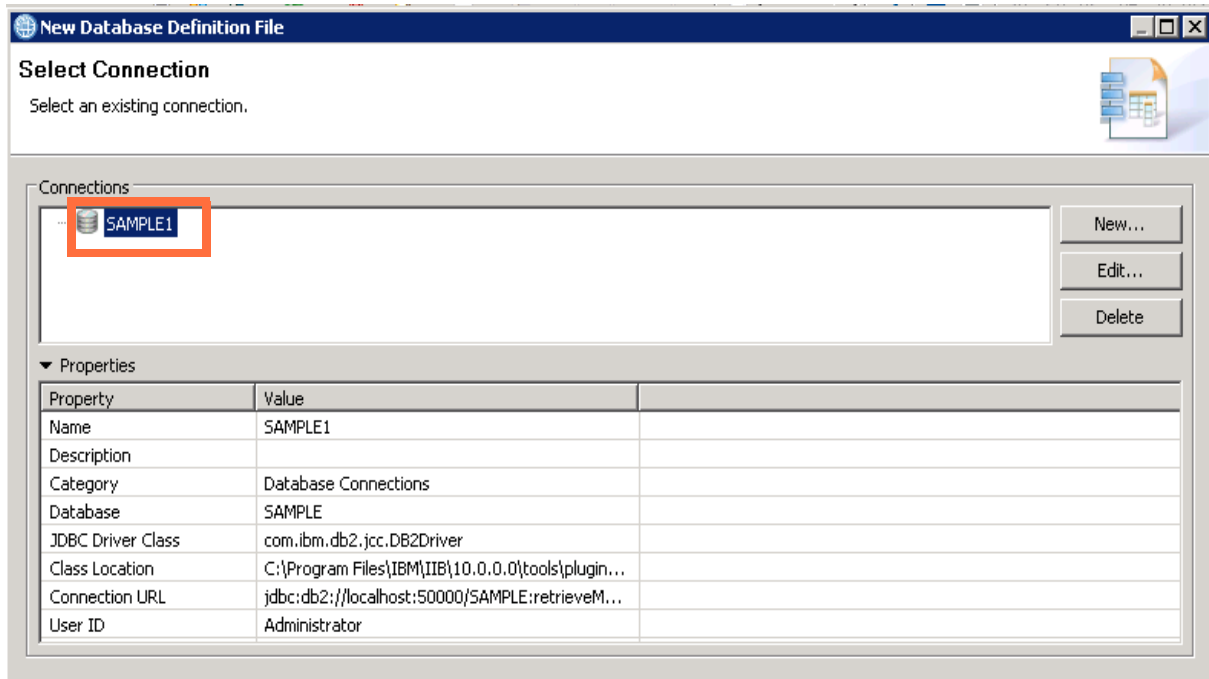 New Database Definition File
Select Connection
Select an existing connection.
Connections
SAMPLE1
New...
Edit...
Delete
Properties
Property Value
Name SAMPLE1
Description
Category Database Connections
Database SAMPLE
JDBC Driver Class com.ibm.db2.jcc.DB2Driver
Class Location C:\Program Files\IBM\IIB\10.0.0.0\tools\plugin...
Connection URL jdbc:db2://localhost:50000/SAMPLE:retrieveM...
User ID Administrator